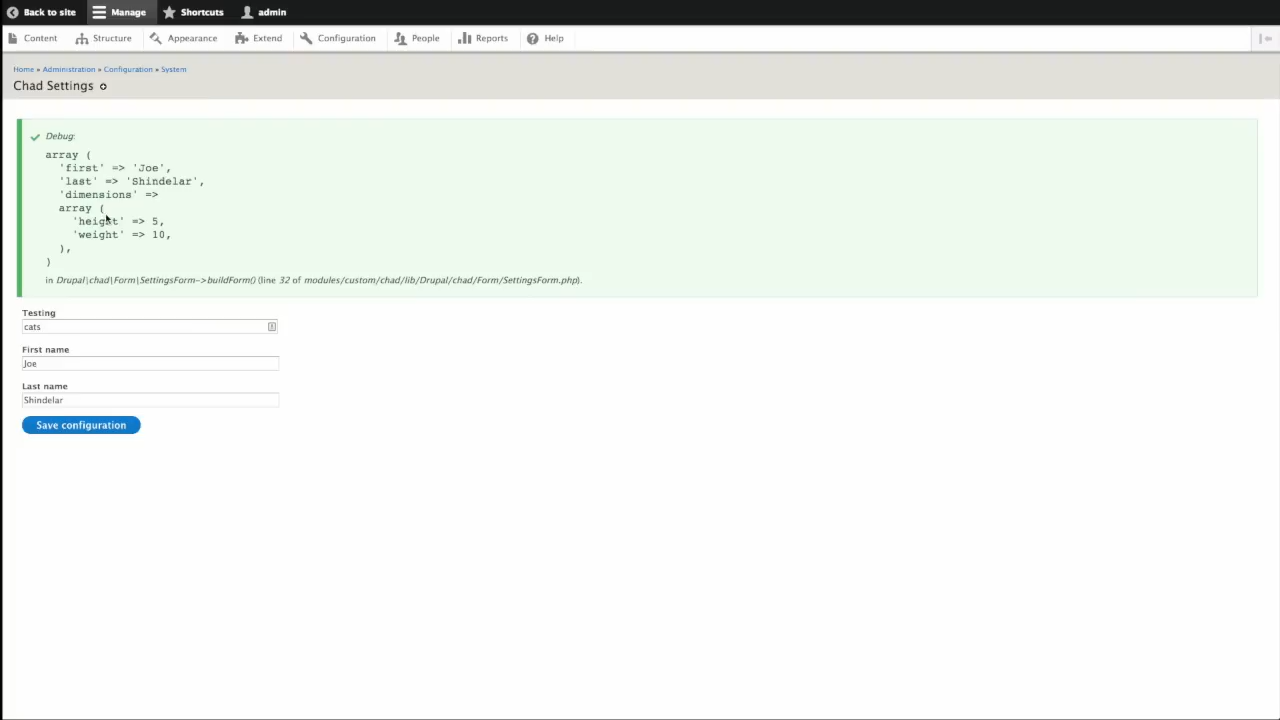 Back to site Manage Shortcuts admin
Content Structure Appearance Extend Configuration People Reports Help
Home » Administration » Configuration » System
Chad Settings
Debug:
array (
'first' => 'Joe',
'last' => 'Shindelar',
'dimensions' =>
array (
'height' => 5,
'weight' => 10,
),
)
in Drupal\chad\Form\SettingsForm->buildForm() (line 32 of modules/custom/chad/lib/Drupal/chad/Form/SettingsForm.php).
Testing
cats
First name
Joe
Last name
Shindelar
Save configuration